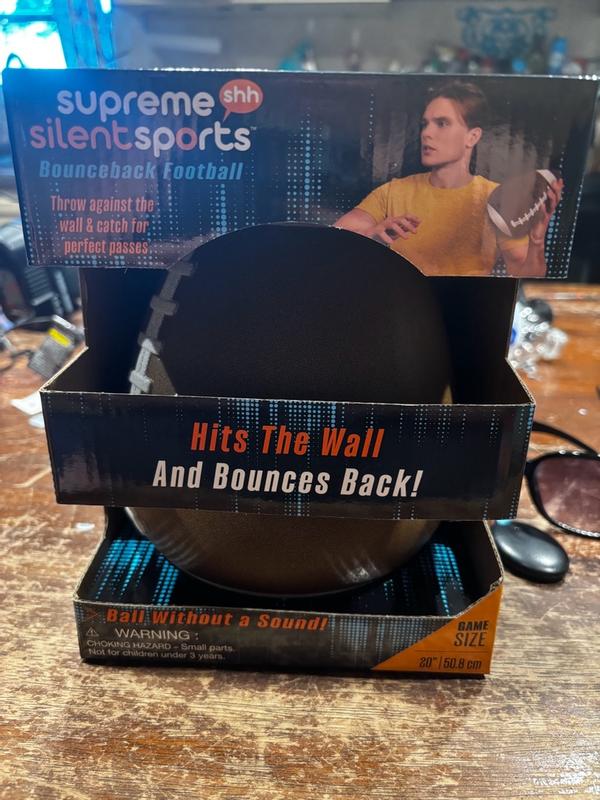 supreme shh
silentsports™
Bounceback Football
Throw against the
wall & catch for
perfect passes
Hits The Wall
And Bounces Back!
Ball Without a Sound!
WARNING :
CHOKING HAZARD – Small parts.
Not for children under 3 years.
GAME
SIZE
20" | 50.8 cm